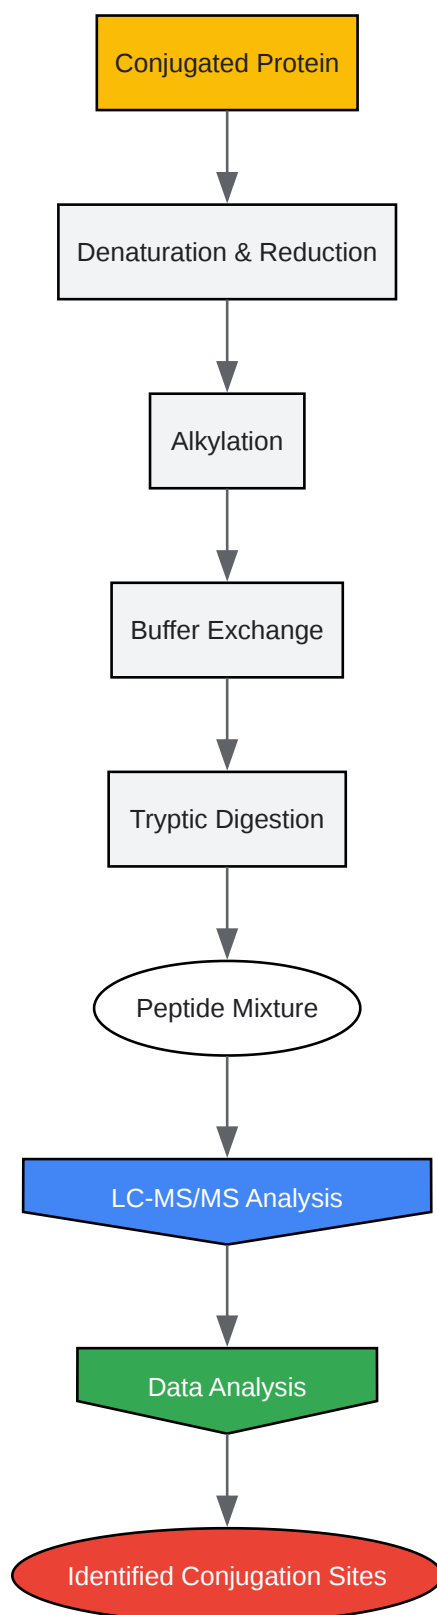 Conjugated Protein
Denaturation & Reduction
Alkylation
Buffer Exchange
Tryptic Digestion
Peptide Mixture
LC-MS/MS Analysis
Data Analysis
Identified Conjugation Sites